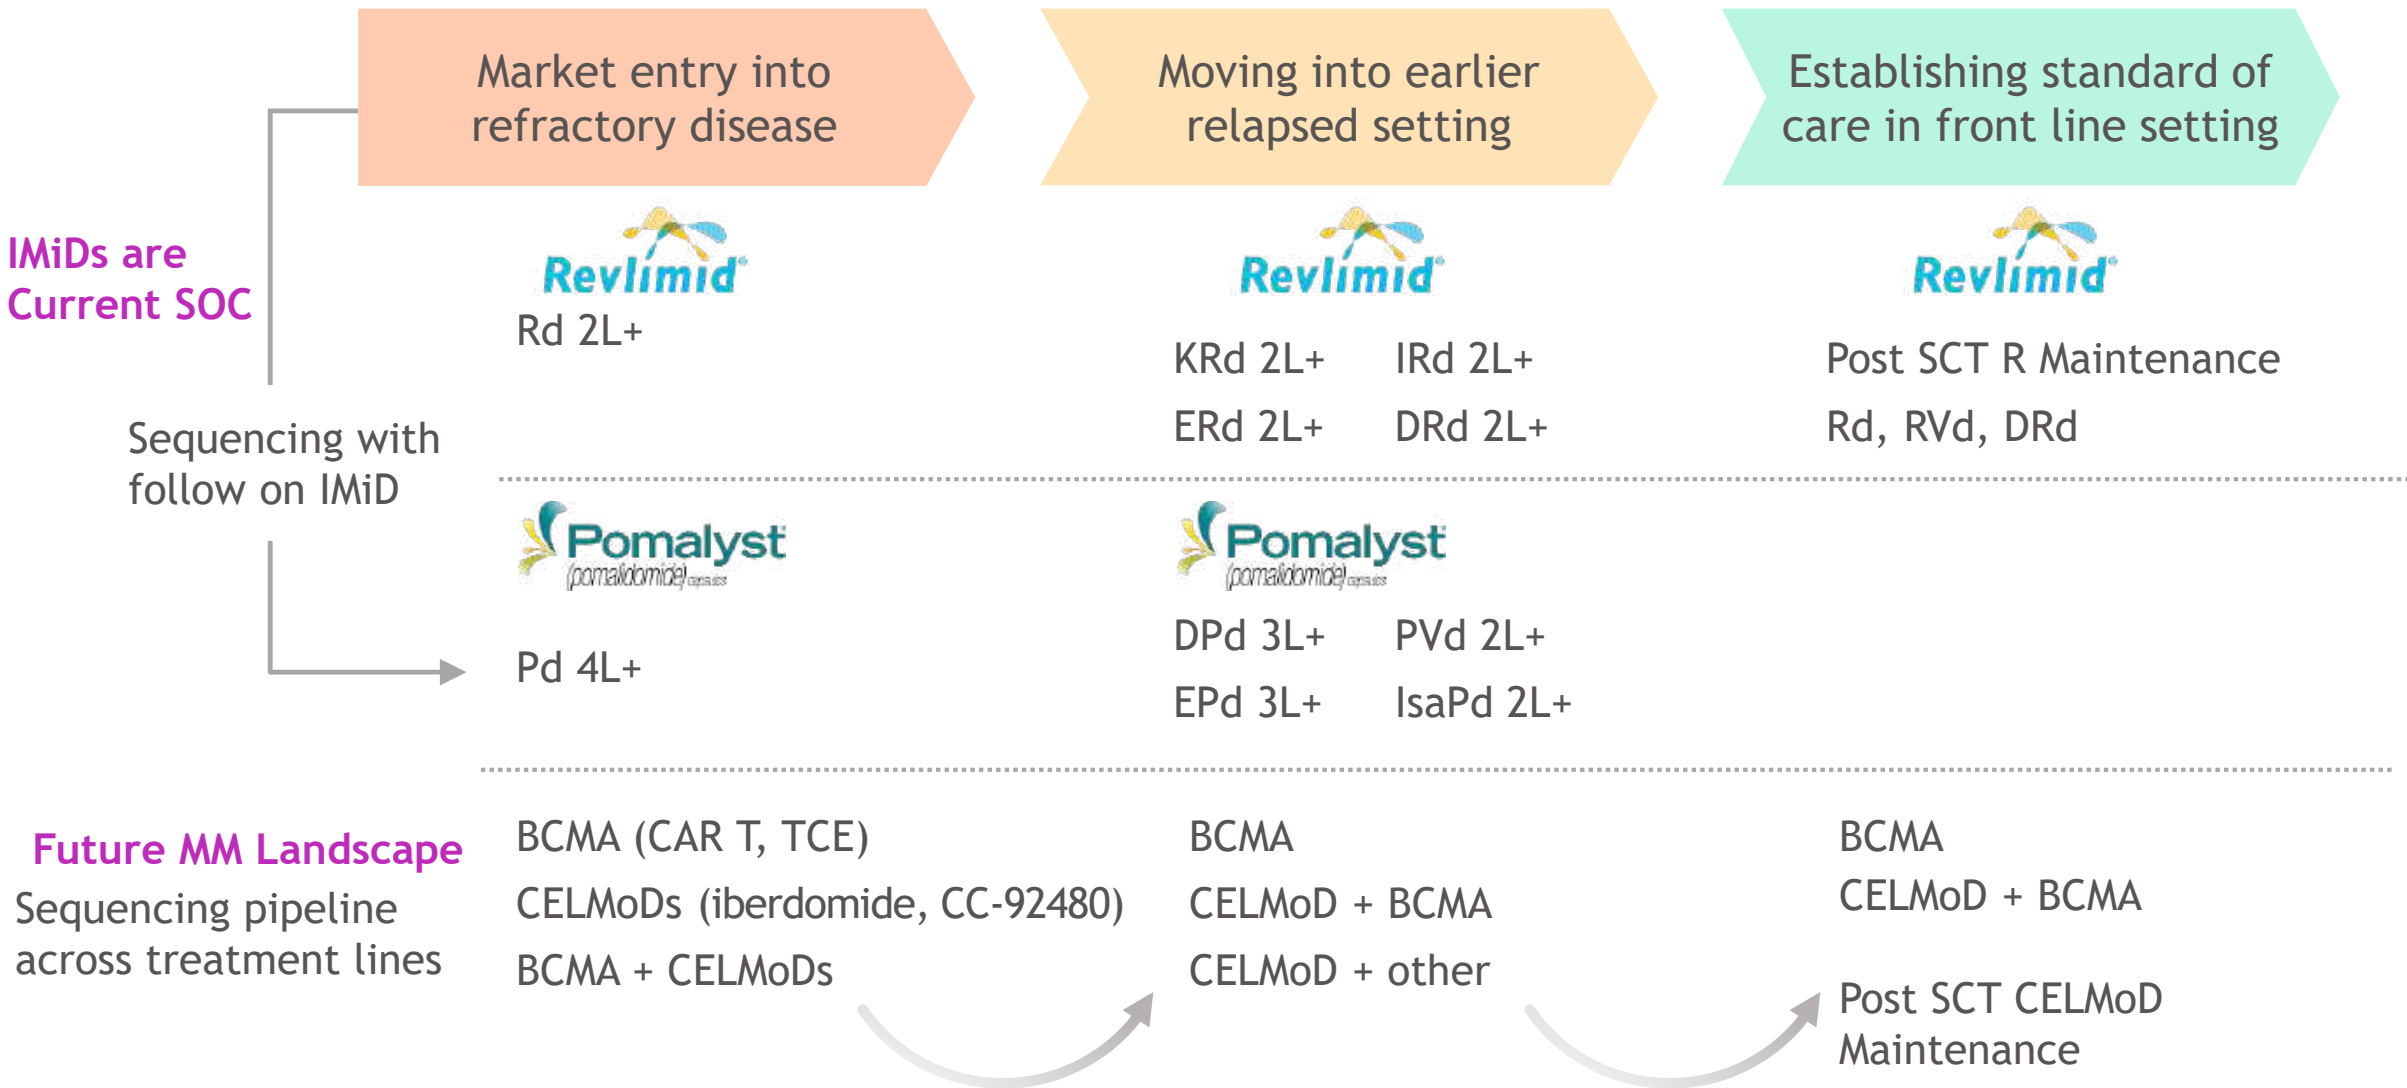 Market entry into
refractory disease
Moving into earlier
relapsed setting
Establishing standard of
care in front line setting
IMiDs are
Current SOC
Revlimid®
Rd 2L+
Revlimid®
KRd 2L+ IRd 2L+
ERd 2L+ DRd 2L+
Revlimid®
Post SCT R Maintenance
Rd, RVd, DRd
Sequencing with
follow on IMiD
Pomalyst
(pomalidomide) capsules
Pd 4L+
Pomalyst
(pomalidomide) capsules
DPd 3L+ PVd 2L+
EPd 3L+ IsaPd 2L+
Future MM Landscape
Sequencing pipeline
across treatment lines
BCMA (CAR T, TCE)
CELMoDs (iberdomide, CC-92480)
BCMA + CELMoDs
BCMA
CELMoD + BCMA
CELMoD + other
BCMA
CELMoD + BCMA
Post SCT CELMoD
Maintenance